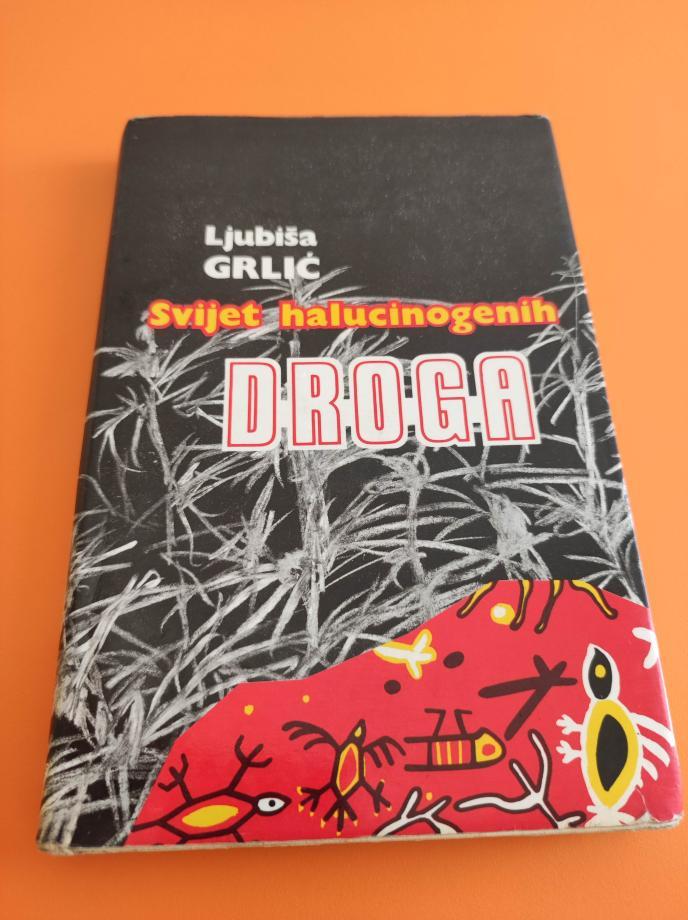 Ljubiša
GRLIĆ
Svijet halucinogenih
DROGA